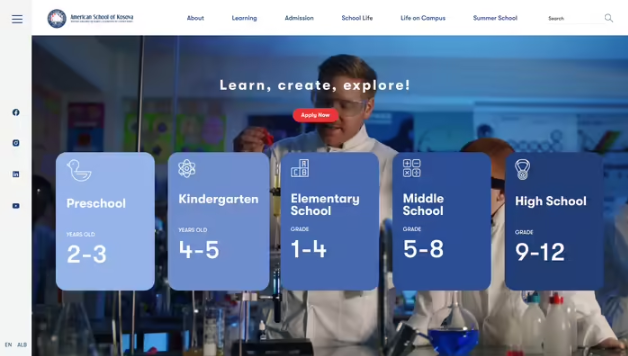 American School of Kosova
About
Learning
Admission
School Life
Life on Campus
Summer School
Search
Learn, create, explore!
Apply Now
Preschool
YEARS OLD
2-3
Kindergarten
YEARS OLD
4-5
Elementary
School
GRADE
1-4
Middle
School
GRADE
5-8
High School
GRADE
9-12
EN ALB